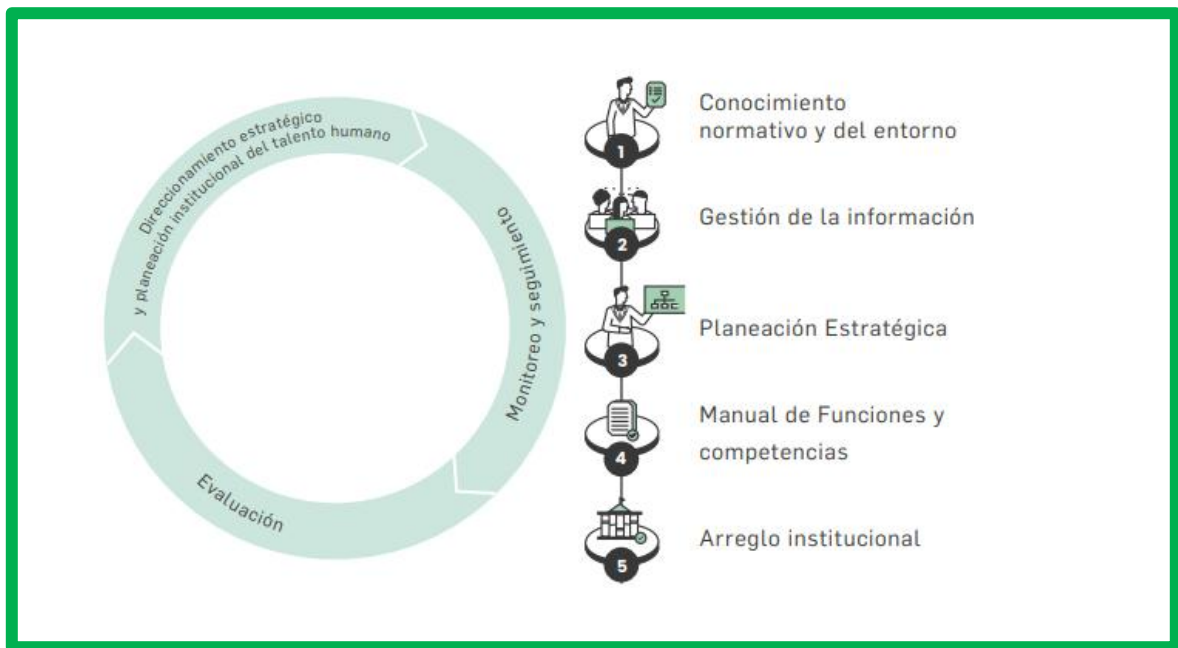 Direccionamiento estratégico
y planeación institucional del talento humano
Monitoreo y seguimiento
Evaluación
1
Conocimiento
normativo y del entorno
2
Gestión de la información
3
Planeación Estratégica
4
Manual de Funciones y
competencias
5
Arreglo institucional